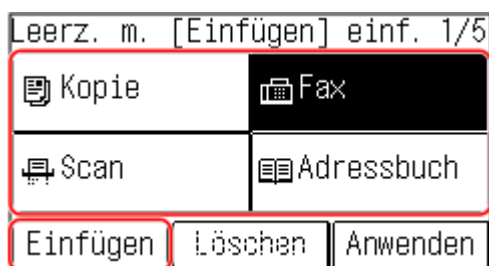 Leerz. m. [Einfügen] einf. 1/5
Kopie Fax
Scan Adressbuch
Einfügen Löschen Anwenden